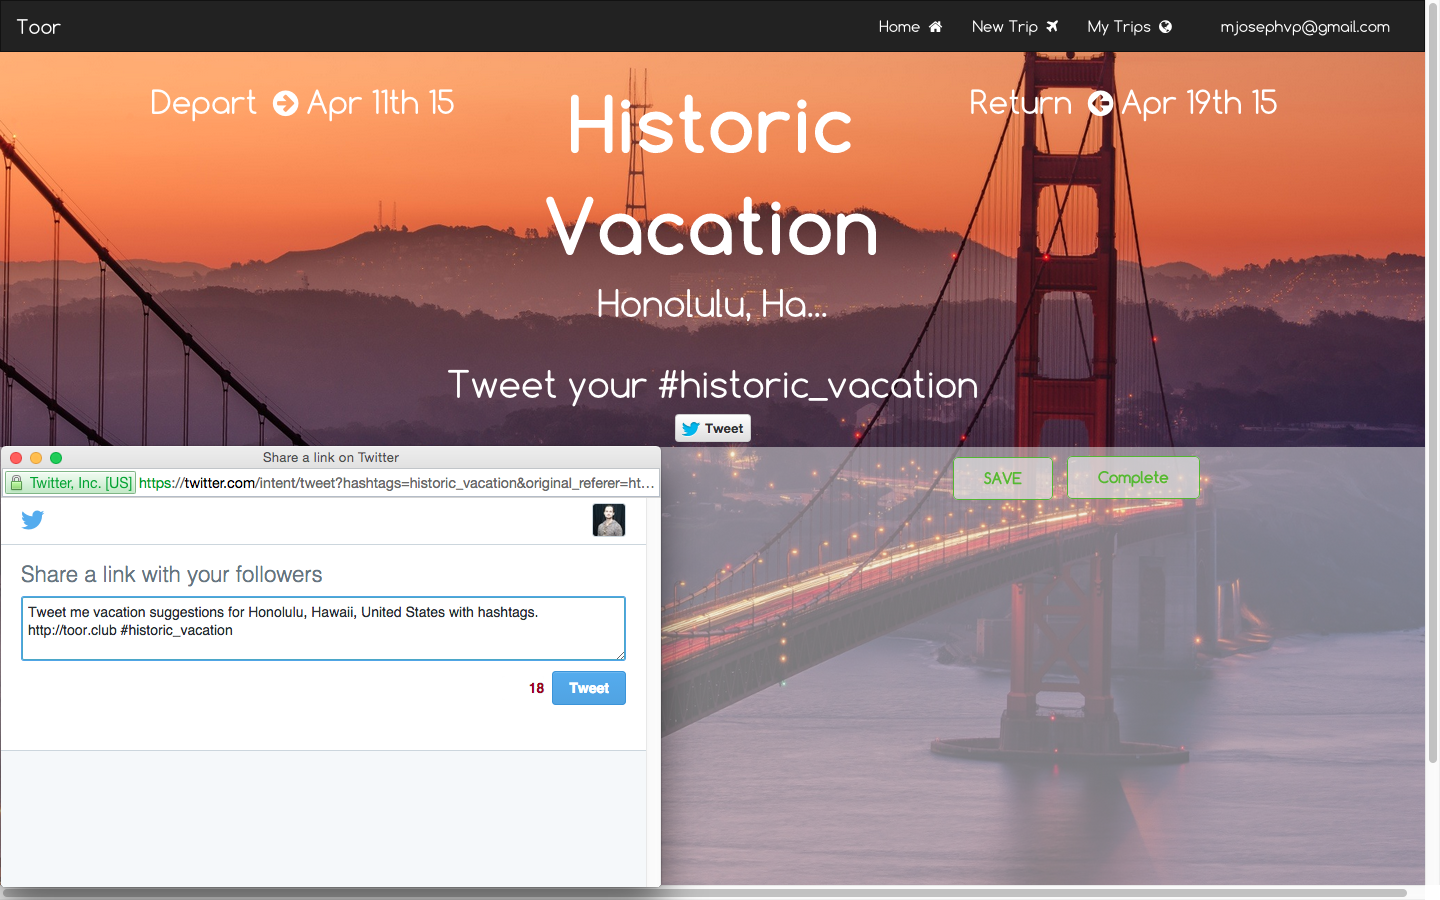 Toor
Home
New Trip
My Trips
mjosephvp@gmail.com
Depart Apr 11th 15
Historic
Vacation
Return Apr 19th 15
Honolulu, Ha...
Tweet your #historic_vacation
Tweet
SAVE
Complete
Share a link on Twitter
Twitter, Inc. [US] https://twitter.com/intent/tweet?hashtags=historic_vacation&original_referer=ht...
Share a link with your followers
Tweet me vacation suggestions for Honolulu, Hawaii, United States with hashtags.
http://toor.club #historic_vacation
18
Tweet